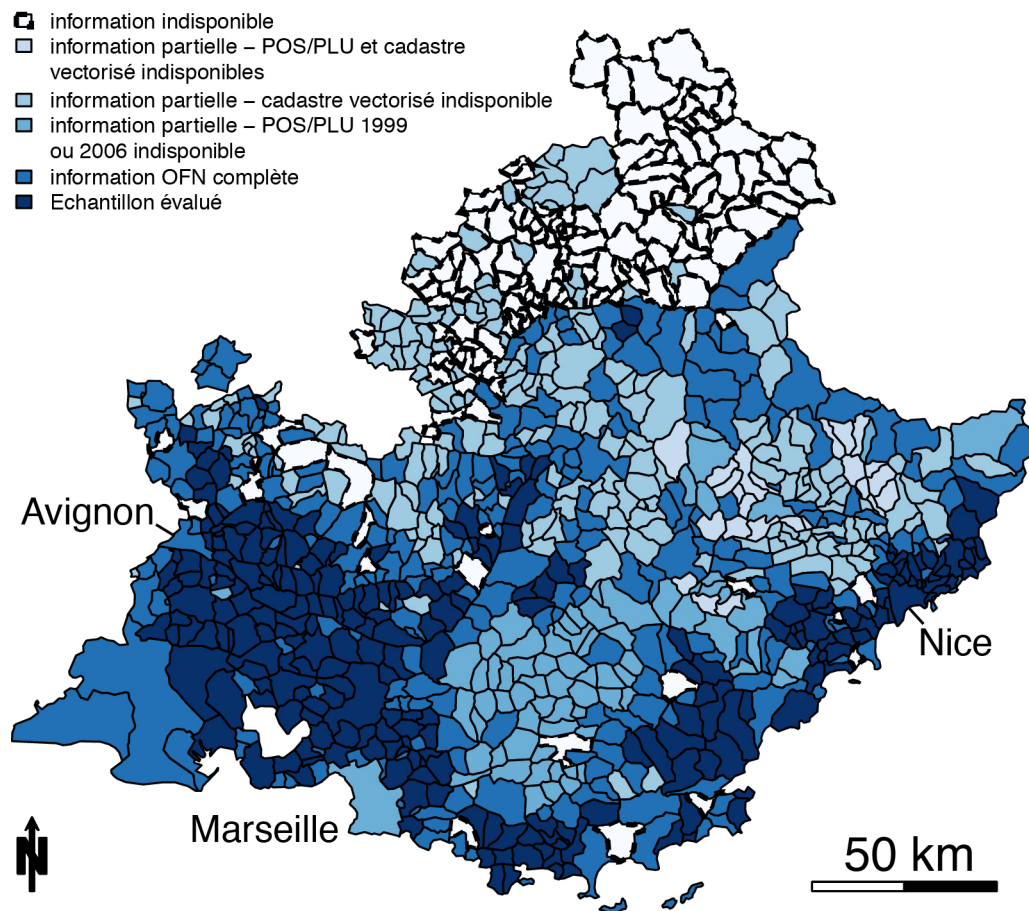 information indisponible
information partielle – POS/PLU et cadastre
vectorisé indisponibles
information partielle – cadastre vectorisé indisponible
information partielle – POS/PLU 1999
ou 2006 indisponible
information OFN complète
Echantillon évalué
Avignon
Nice
Marseille
N
50 km